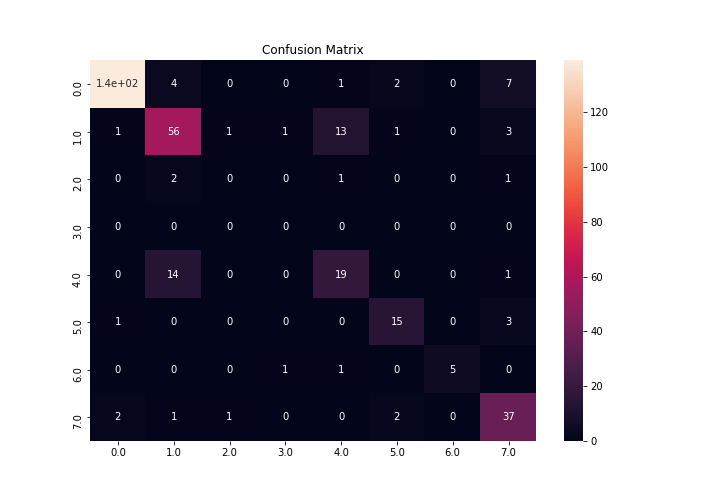 Confusion Matrix
0.0 1.4e+02 4 0 0 1 2 0 7
1.0 1 56 1 1 13 1 0 3
2.0 0 2 0 0 1 0 0 1
3.0 0 0 0 0 0 0 0 0
4.0 0 14 0 0 19 0 0 1
5.0 1 0 0 0 0 15 0 3
6.0 0 0 0 1 1 0 5 0
7.0 2 1 1 0 0 2 0 37
0.0 1.0 2.0 3.0 4.0 5.0 6.0 7.0
120
100
80
60
40
20
0